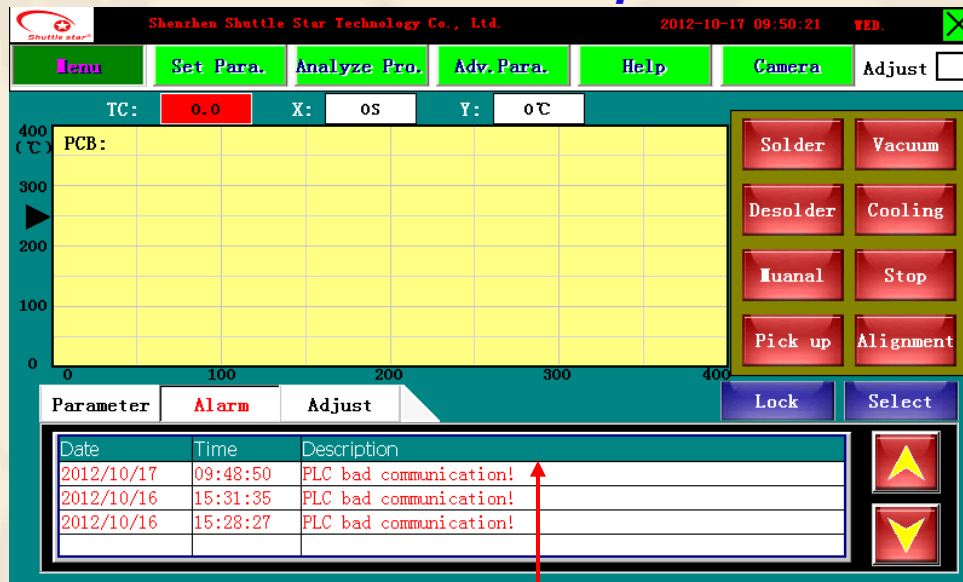 Shuttle star®
Shenzhen Shuttle Star Technology Co., Ltd. 2012-10-17 09:50:21 WED.
Menu Set Para. Analyze Pro. Adv. Para. Help Camera Adjust
TC: 0.0 X: 0S Y: 0℃
400
(℃)
PCB:
300
200
100
0
0 100 200 300 400
Solder Vacuum
Desolder Cooling
Muanal Stop
Pick up Alignment
Lock Select
Parameter Alarm Adjust
Date Time Description
2012/10/17 09:48:50 PLC bad communication!
2012/10/16 15:31:35 PLC bad communication!
2012/10/16 15:28:27 PLC bad communication!